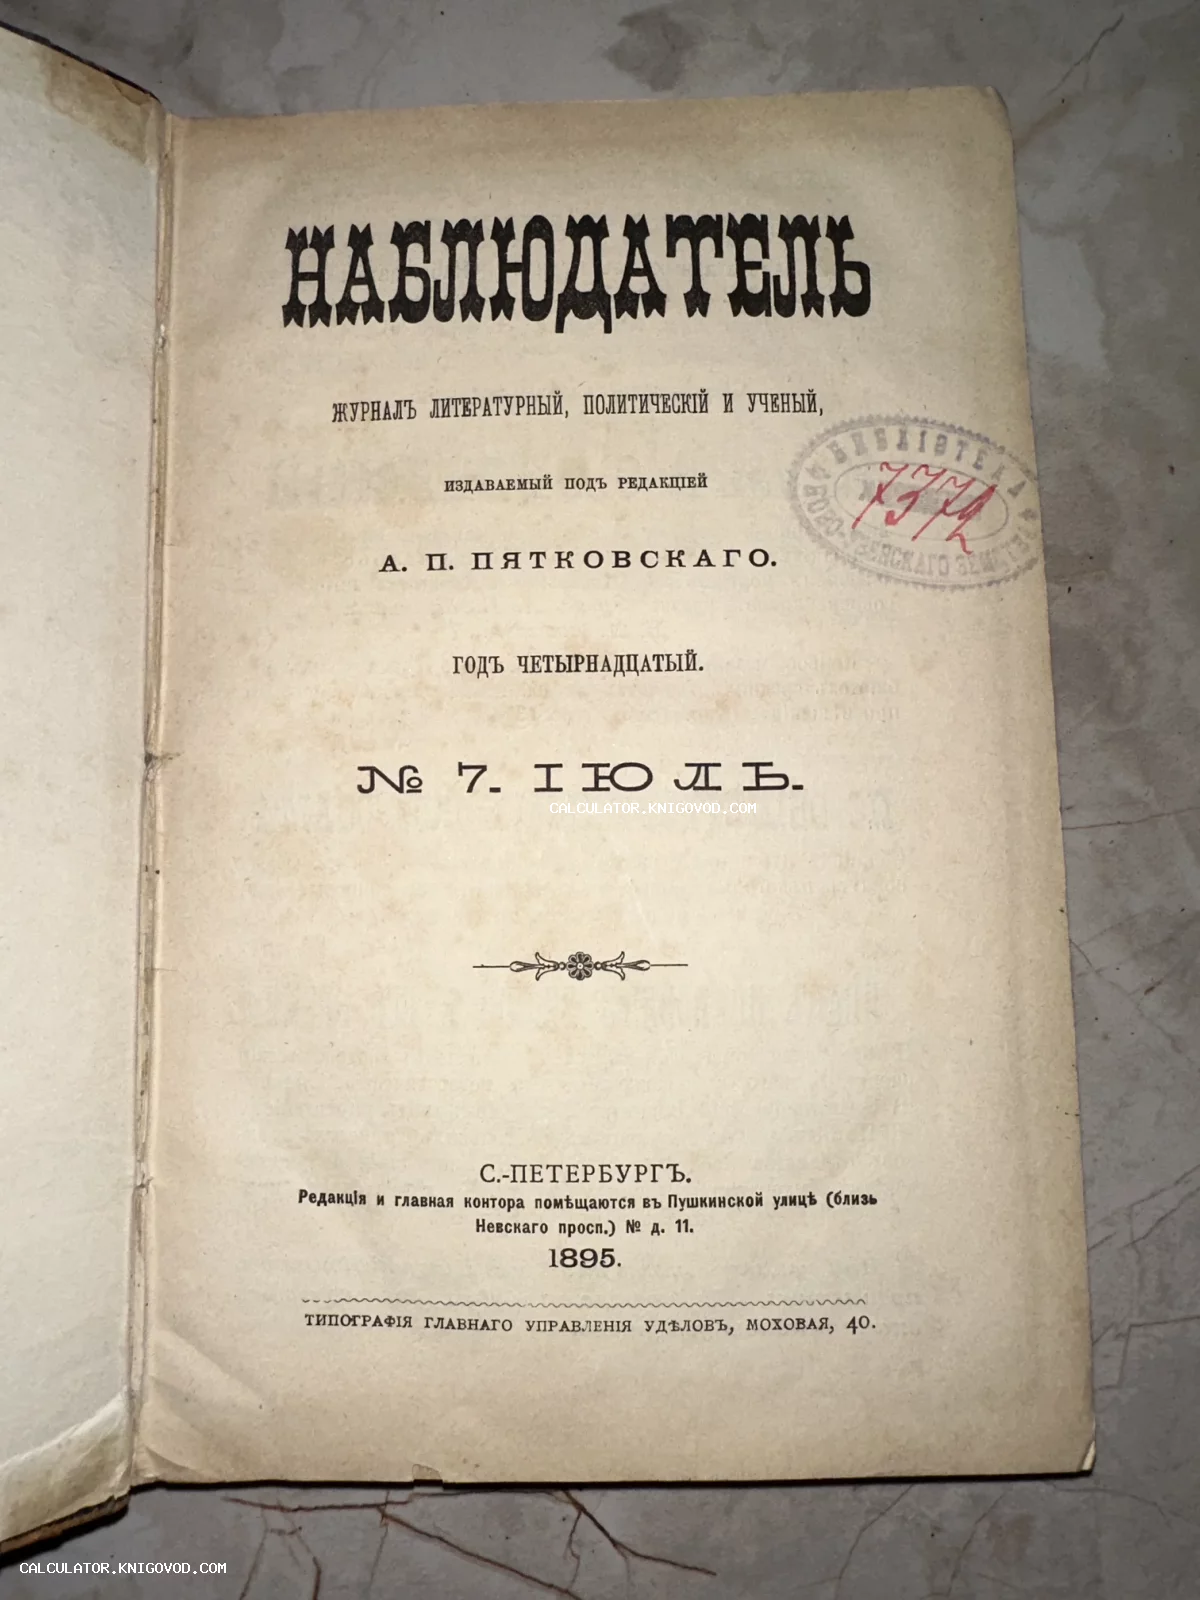 НАБЛЮДАТЕЛЬ
ЖУРНАЛЪ ЛИТЕРАТУРНЫЙ, ПОЛИТИЧЕСКІЙ И УЧЕНЫЙ,
ИЗДАВАЕМЫЙ ПОДЪ РЕДАКЦІЕЙ
БИБЛІОТЕКА
7372
А. П. ПЯТКОВСКАГО.
ГОДЪ ЧЕТЫРНАДЦАТЫЙ.
№ 7. ІЮЛЬ.
CALCULATOR.KNIGOVOD.COM
С.-ПЕТЕРБУРГЪ.
Редакція и главная контора помѣщаются въ Пушкинской улицѣ (близь
Невскаго просп.) № д. 11.
1895.
ТИПОГРАФІЯ ГЛАВНАГО УПРАВЛЕНІЯ УДѢЛОВЪ, МОХОВАЯ, 40.
CALCULATOR.KNIGOVOD.COM